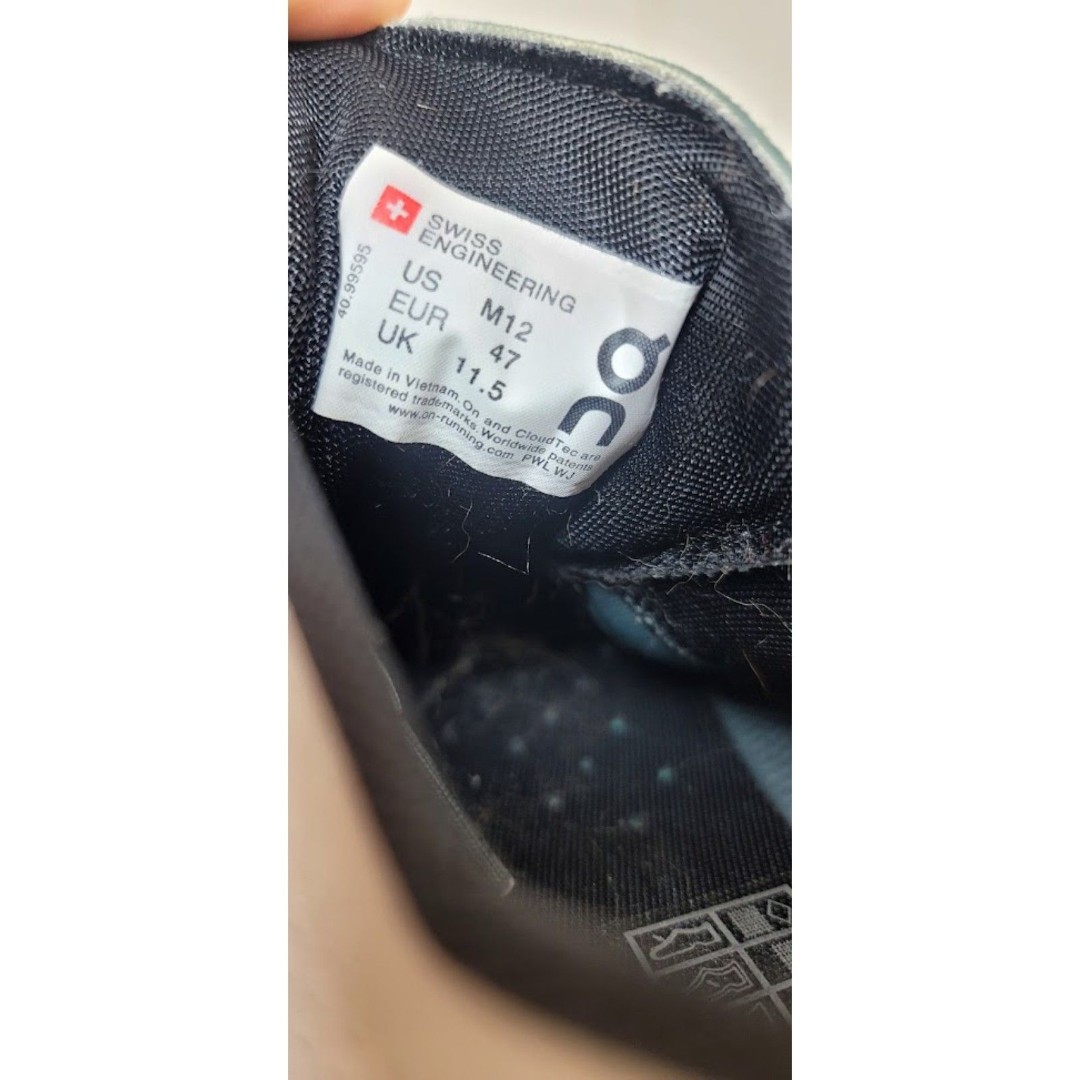 SWISS
ENGINEERING
US M12
EUR 47
UK 11.5
40.99595
on
Made in Vietnam. On and CloudTec are
registered trademarks. Worldwide patents
www.on-running.com PWL WJ